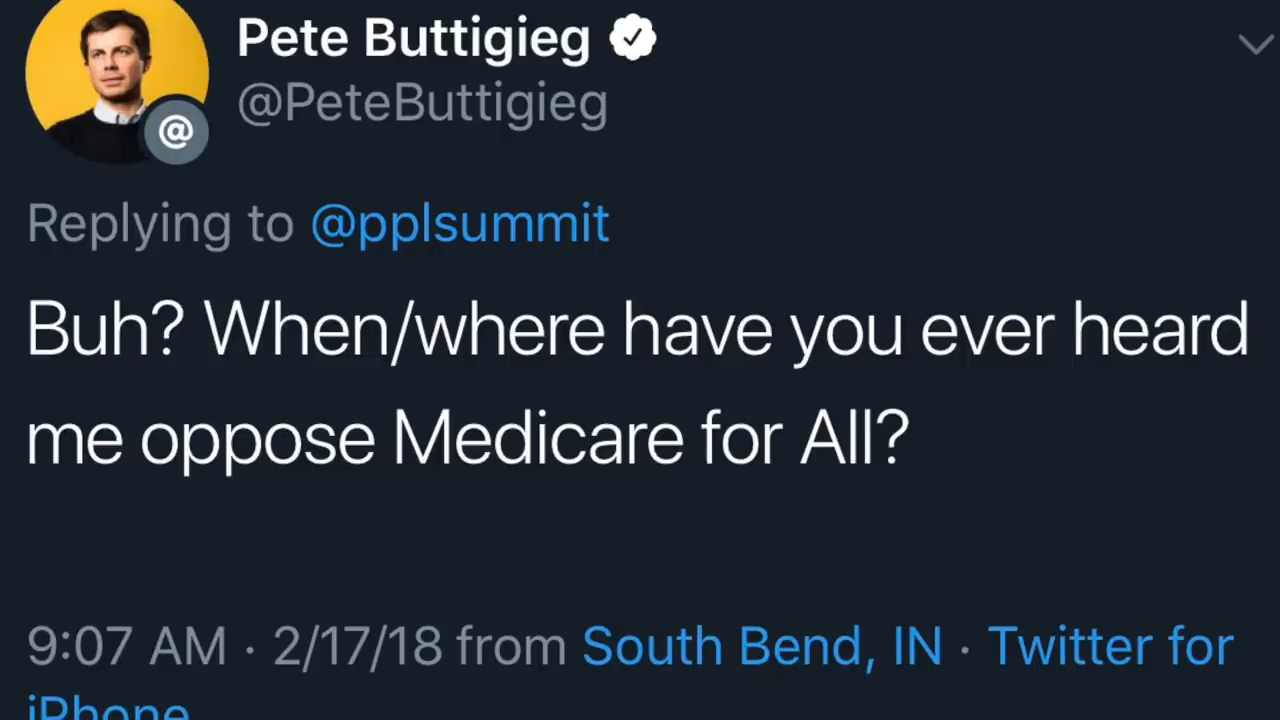 Pete Buttigieg
@PeteButtigieg
@
Replying to @pplsummit
Buh? When/where have you ever heard
me oppose Medicare for All?
9:07 AM · 2/17/18 from South Bend, IN · Twitter for
iPhone